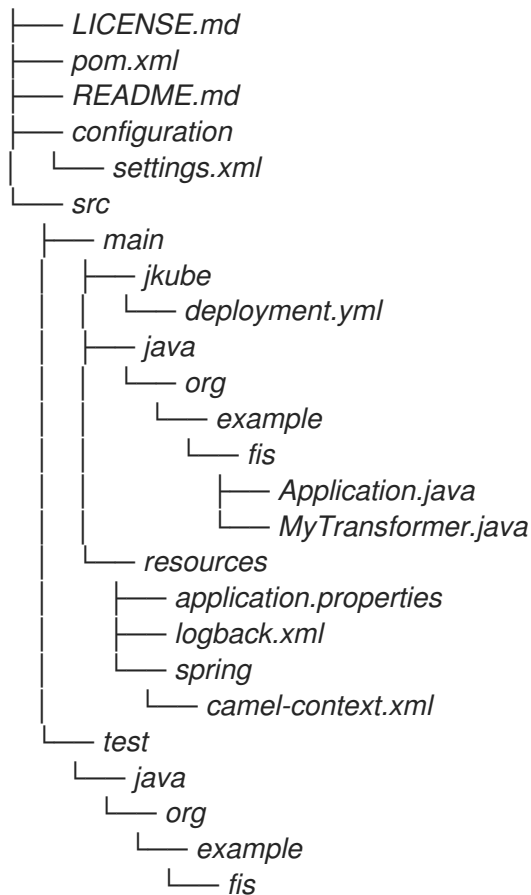 ├── LICENSE.md
├── pom.xml
├── README.md
├── configuration
│   └── settings.xml
└── src
    ├── main
    │   ├── jkube
    │   │   └── deployment.yml
    │   ├── java
    │   │   └── org
    │   │       └── example
    │   │           └── fis
    │   │               ├── Application.java
    │   │               └── MyTransformer.java
    │   └── resources
    │       ├── application.properties
    │       ├── logback.xml
    │       └── spring
    │           └── camel-context.xml
    └── test
        └── java
            └── org
                └── example
                    └── fis